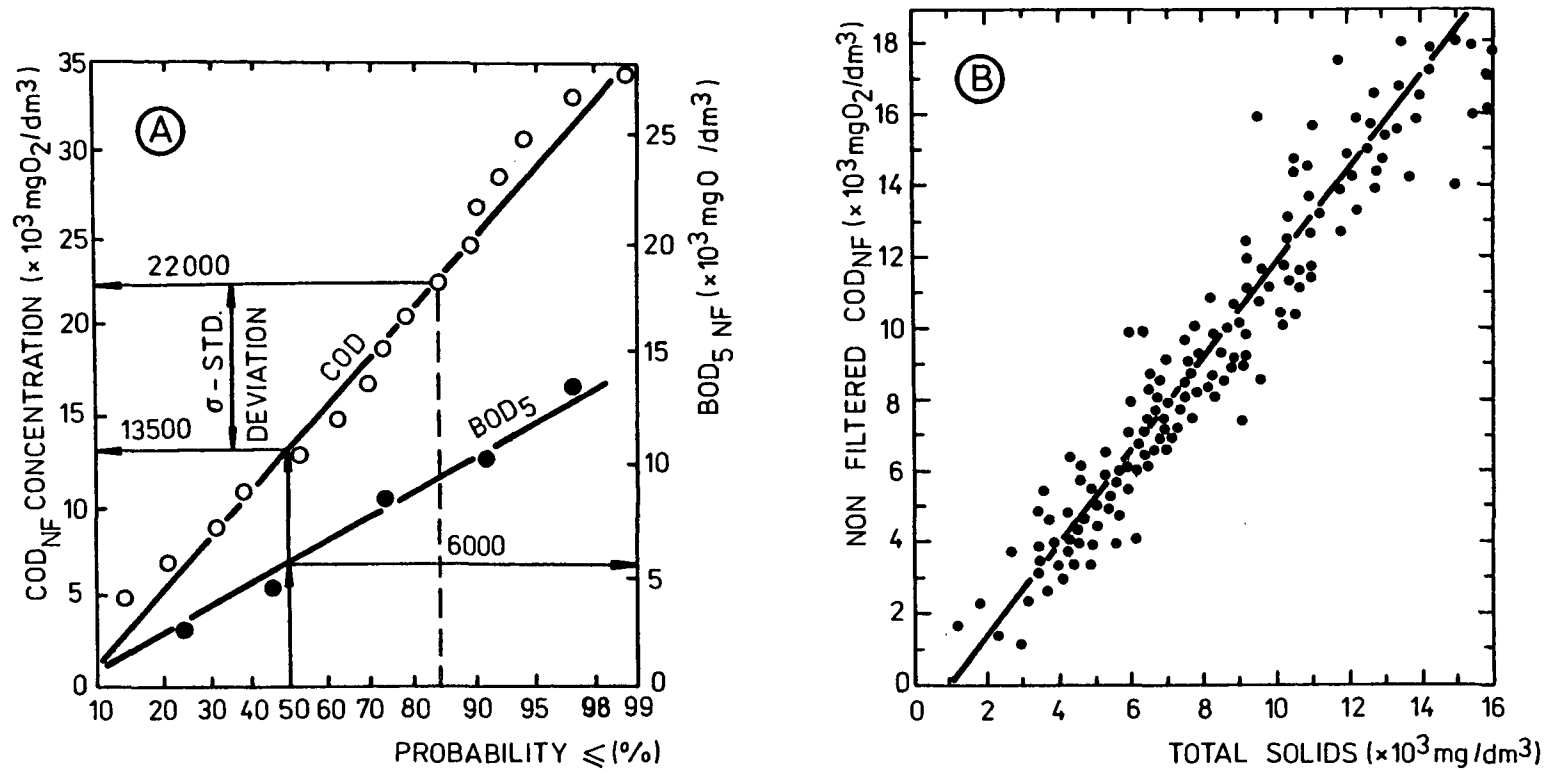 A
COD_NF CONCENTRATION (×10³ mgO₂/dm³)
35
30
25
20
15
10
5
0
22000
13500
σ-STD.
DEVIATION
COD
BOD₅
6000
25
20
15
10
5
0
BOD₅ NF (×10³ mgO /dm³)
10 20 30 40 50 60 70 80 90 95 98 99
PROBABILITY ⩽ (%)
B
NON FILTERED COD_NF (×10³ mgO₂/dm³)
18
16
14
12
10
8
6
4
2
0
0 2 4 6 8 10 12 14 16
TOTAL SOLIDS (×10³ mg/dm³)